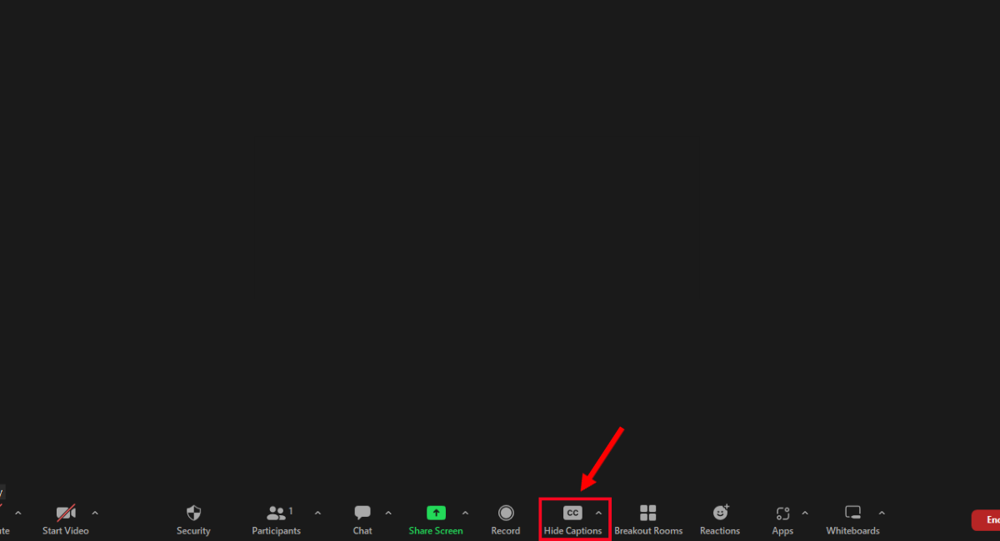 1
CC
Start Video
Security
Participants
Chat
Share Screen
Record
Hide Captions
Breakout Rooms
Reactions
Apps
Whiteboards